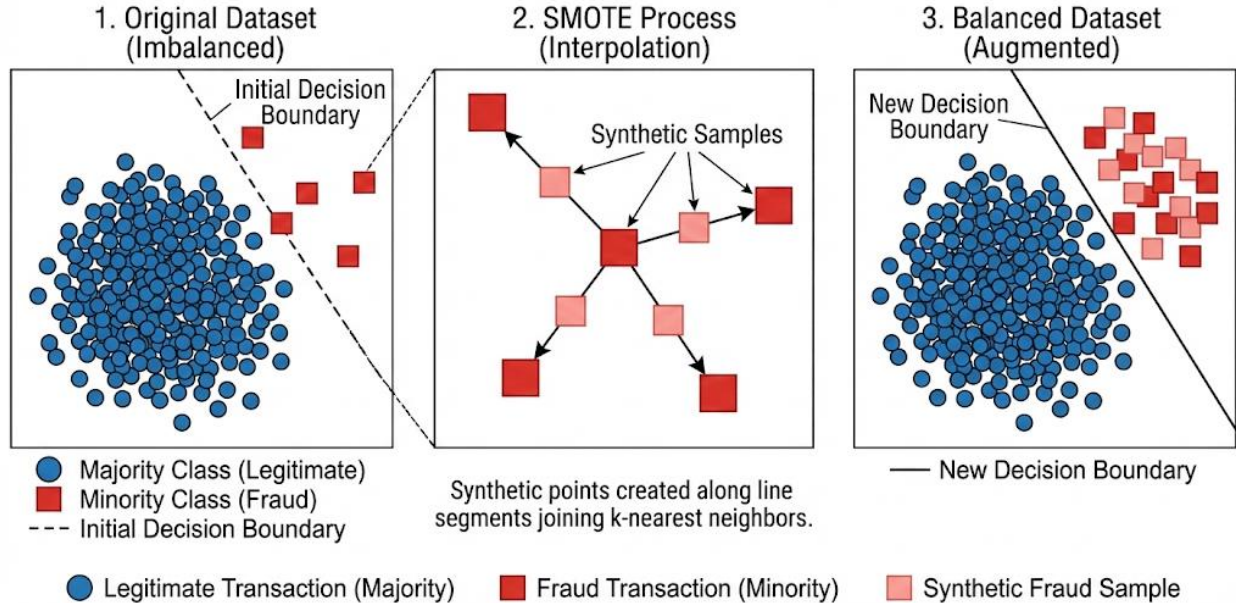 1. Original Dataset
(Imbalanced)
Initial Decision
Boundary
Majority Class (Legitimate)
Minority Class (Fraud)
Initial Decision Boundary
2. SMOTE Process
(Interpolation)
Synthetic Samples
Synthetic points created along line
segments joining k-nearest neighbors.
3. Balanced Dataset
(Augmented)
New Decision
Boundary
New Decision Boundary
Legitimate Transaction (Majority)
Fraud Transaction (Minority)
Synthetic Fraud Sample